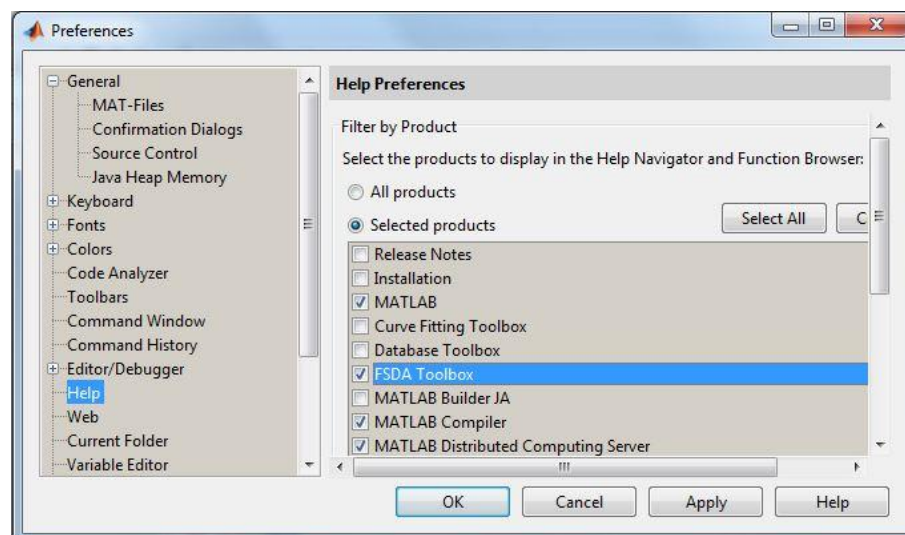 Preferences
General
MAT-Files
Confirmation Dialogs
Source Control
Java Heap Memory
Keyboard
Fonts
Colors
Code Analyzer
Toolbars
Command Window
Command History
Editor/Debugger
Help
Web
Current Folder
Variable Editor
Help Preferences
Filter by Product
Select the products to display in the Help Navigator and Function Browser:
All products
Selected products
Select All
C
Release Notes
Installation
MATLAB
Curve Fitting Toolbox
Database Toolbox
FSDA Toolbox
MATLAB Builder JA
MATLAB Compiler
MATLAB Distributed Computing Server
OK
Cancel
Apply
Help